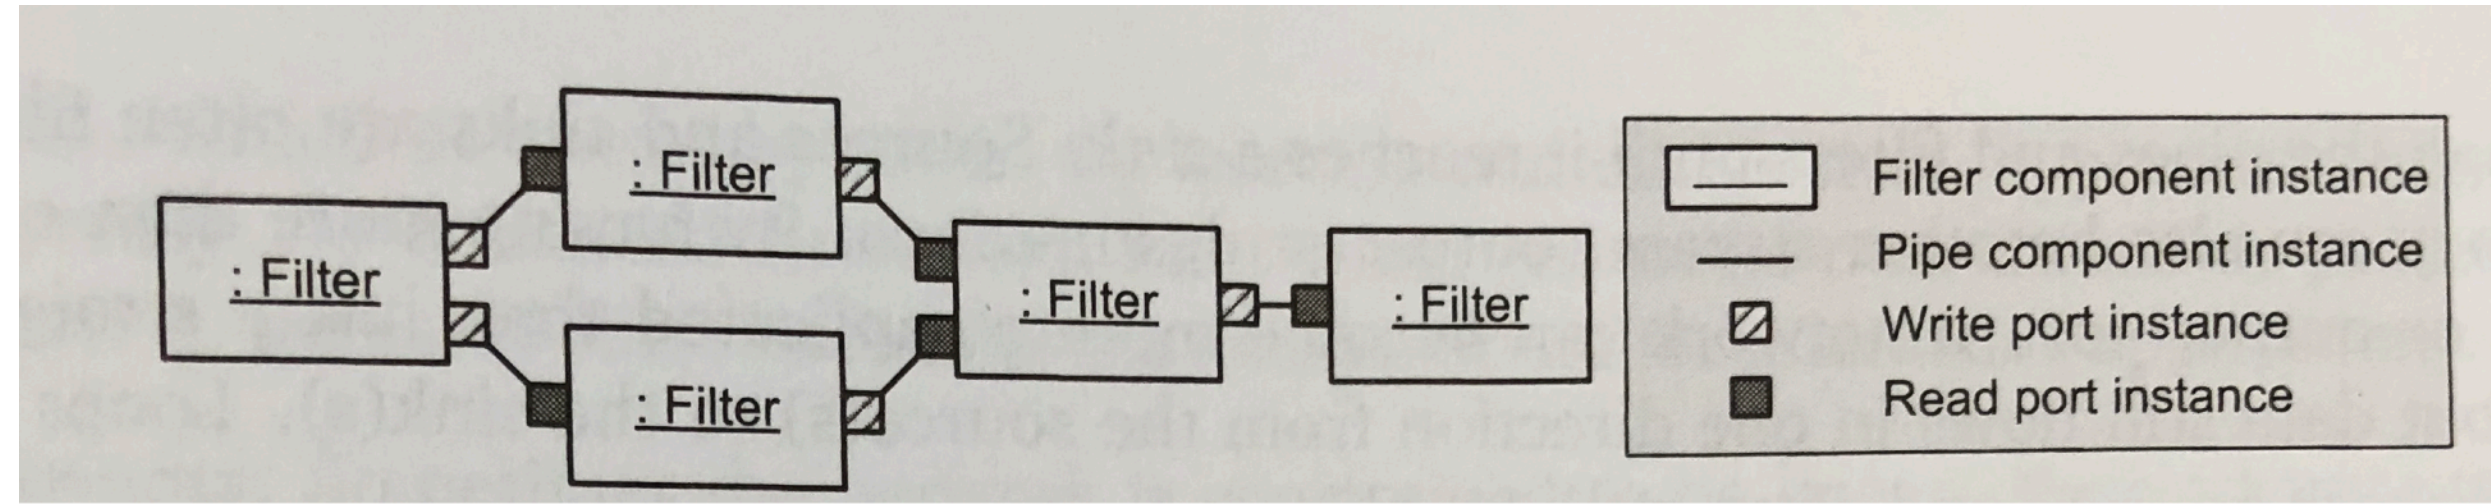 : Filter
: Filter
: Filter
: Filter
: Filter
Filter component instance
Pipe component instance
Write port instance
Read port instance